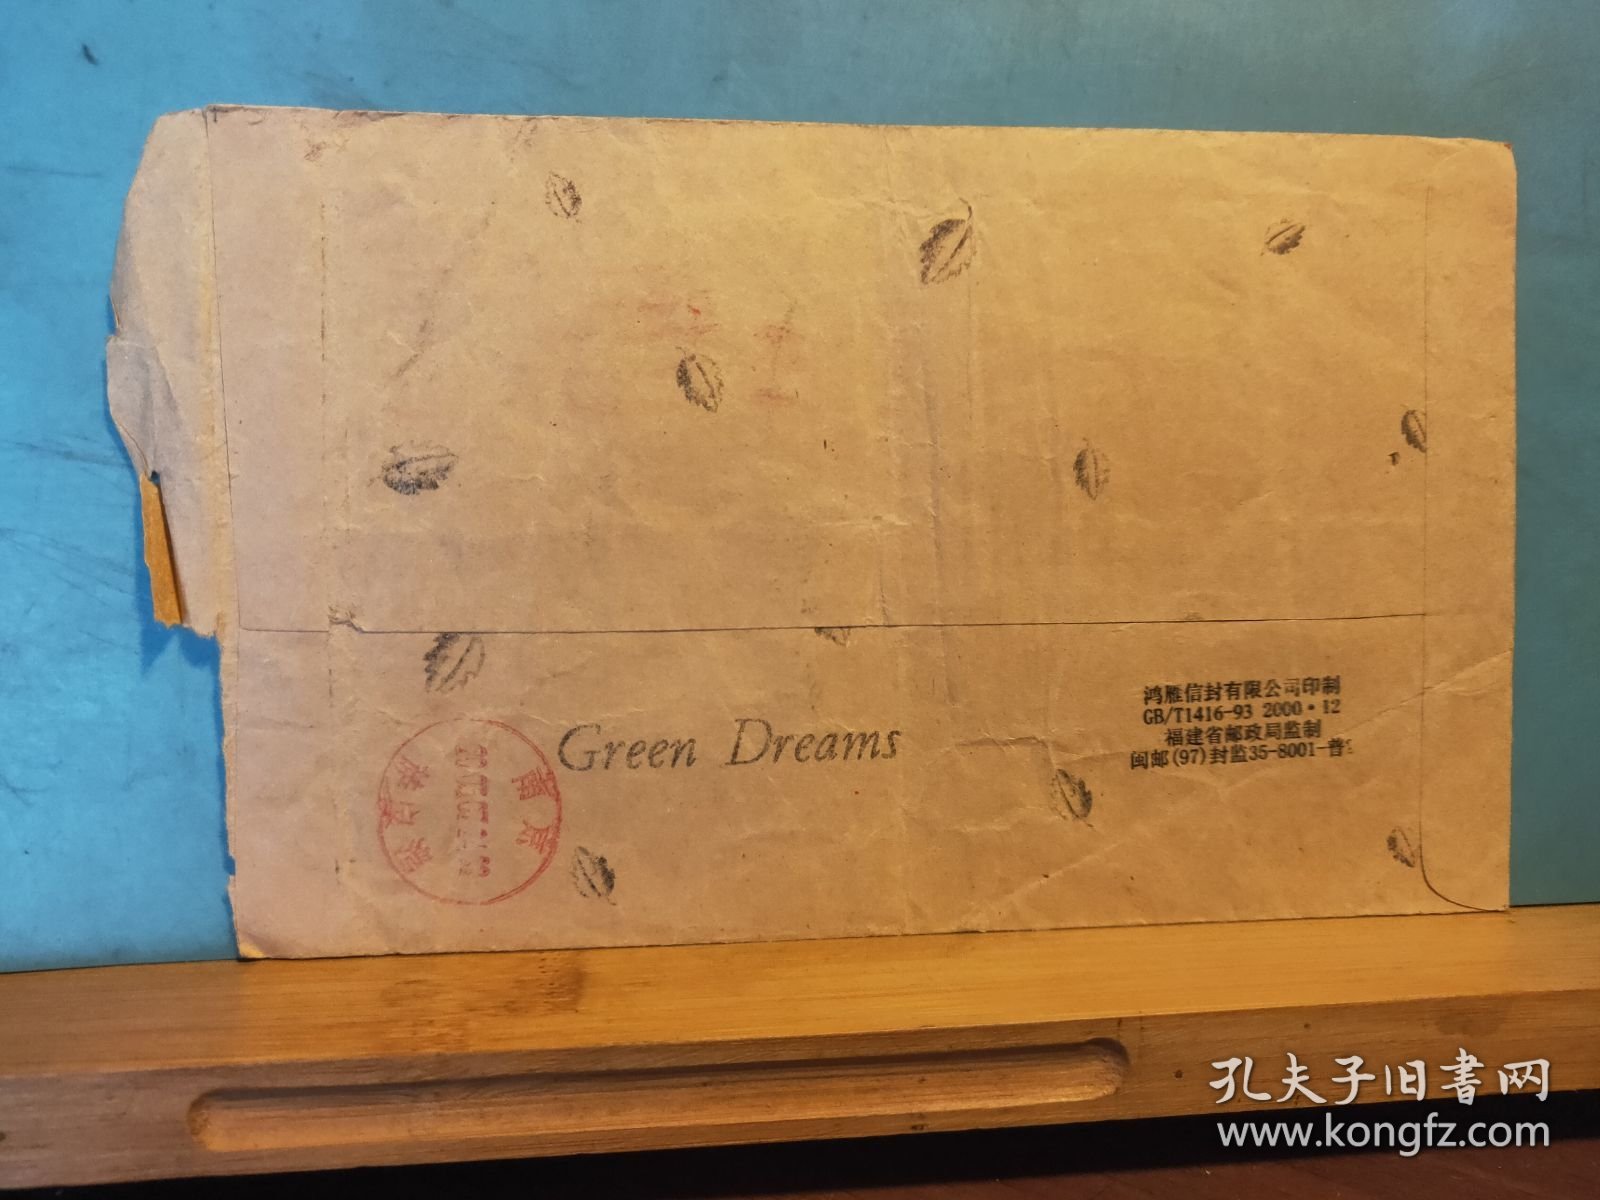 Green Dreams
鸿雁信封有限公司印制
GB/T1416-93 2000·12
福建省邮政局监制
闽邮(97)封监35-8001-普
孔夫子旧书网
www.kongfz.com